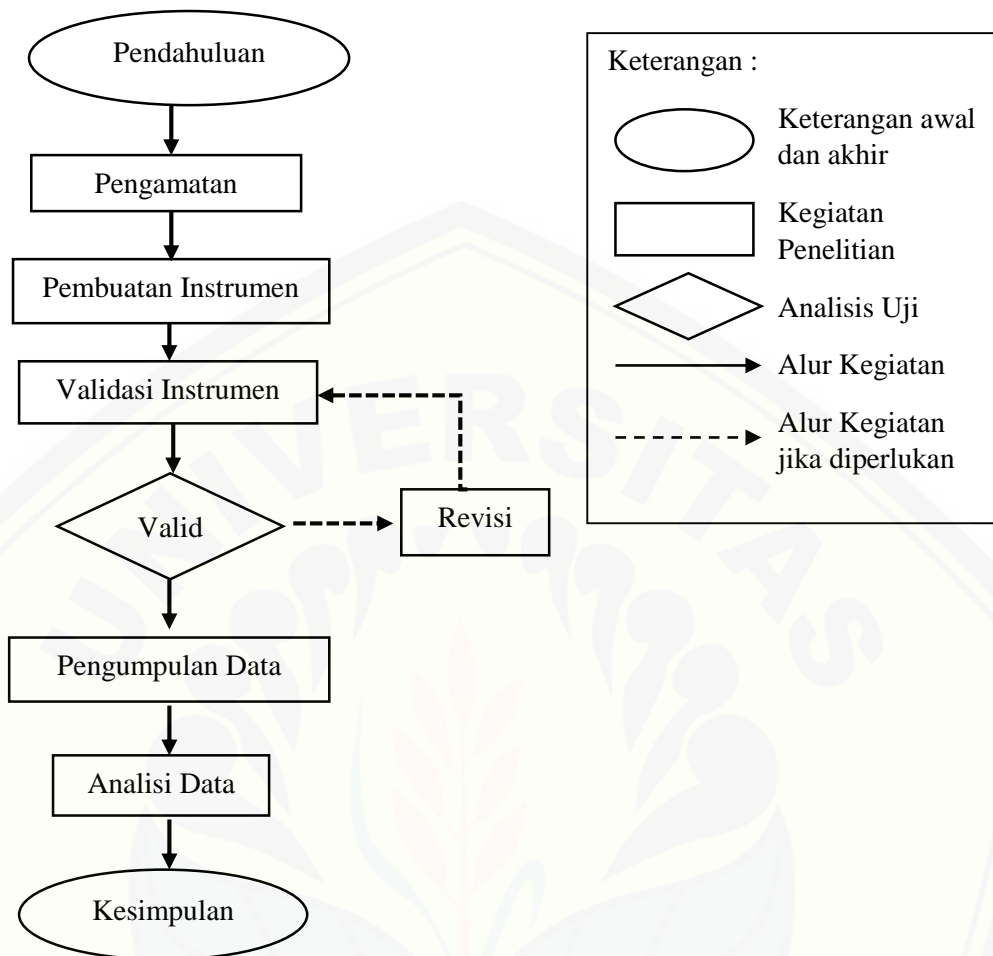 Pendahuluan
Pengamatan
Pembuatan Instrumen
Validasi Instrumen
Valid
Revisi
Pengumpulan Data
Analisi Data
Kesimpulan
Keterangan :
Keterangan awal
dan akhir
Kegiatan
Penelitian
Analisis Uji
Alur Kegiatan
Alur Kegiatan
jika diperlukan
UNIVERSITAS